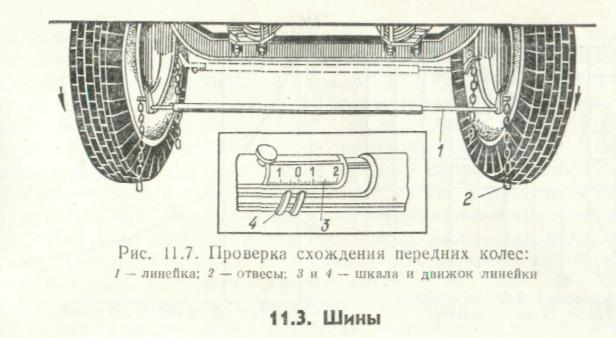 1
1 0 1 2
4
3
2
Рис. 11.7. Проверка схождения передних колес:
1 — линейка; 2 — отвесы; 3 и 4 — шкала и движок линейки
11.3. Шины